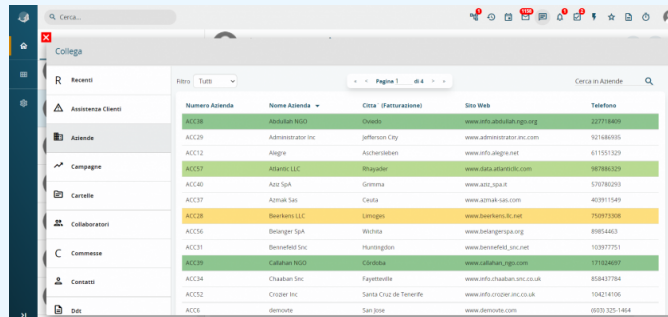 Cerca...
1
1150
6
3
Collega
R Recenti
Assistenza Clienti
Aziende
Campagne
Cartelle
Collaboratori
C Commesse
Contatti
Ddt
Filtro Tutti
« < Pagina 1 di 4 > »
Cerca in Aziende
Numero Azienda Nome Azienda Citta` (Fatturazione) Sito Web Telefono
ACC38 Abdullah NGO Oviedo www.info.abdullah.ngo.org 227718409
ACC29 Administrator Inc Jefferson City www.administrator.inc.com 921686935
ACC12 Alegre Aschersleben www.info.alegre.net 611551329
ACC57 Atlantic LLC Rhayader www.data.atlanticllc.com 987886329
ACC40 Aziz SpA Grimma www.aziz_spa.it 570780293
ACC37 Azmak Sas Ceuta www.azmak-sas.com 403911549
ACC28 Beerkens LLC Limoges www.beerkens.llc.net 750973308
ACC56 Belanger SpA Wichita www.belangerspa.org 89854463
ACC31 Bennefeld Snc Huntingdon www.bennefeld_snc.net 103977751
ACC39 Callahan NGO Córdoba www.callahan_ngo.com 171024697
ACC34 Chaaban Snc Fayetteville www.info.chaaban.snc.co.uk 858437784
ACC52 Crozier Inc Santa Cruz de Tenerife www.info.crozier.inc.co.uk 104214106
ACC6 demovte San Jose www.demovte.com (603) 325-1464